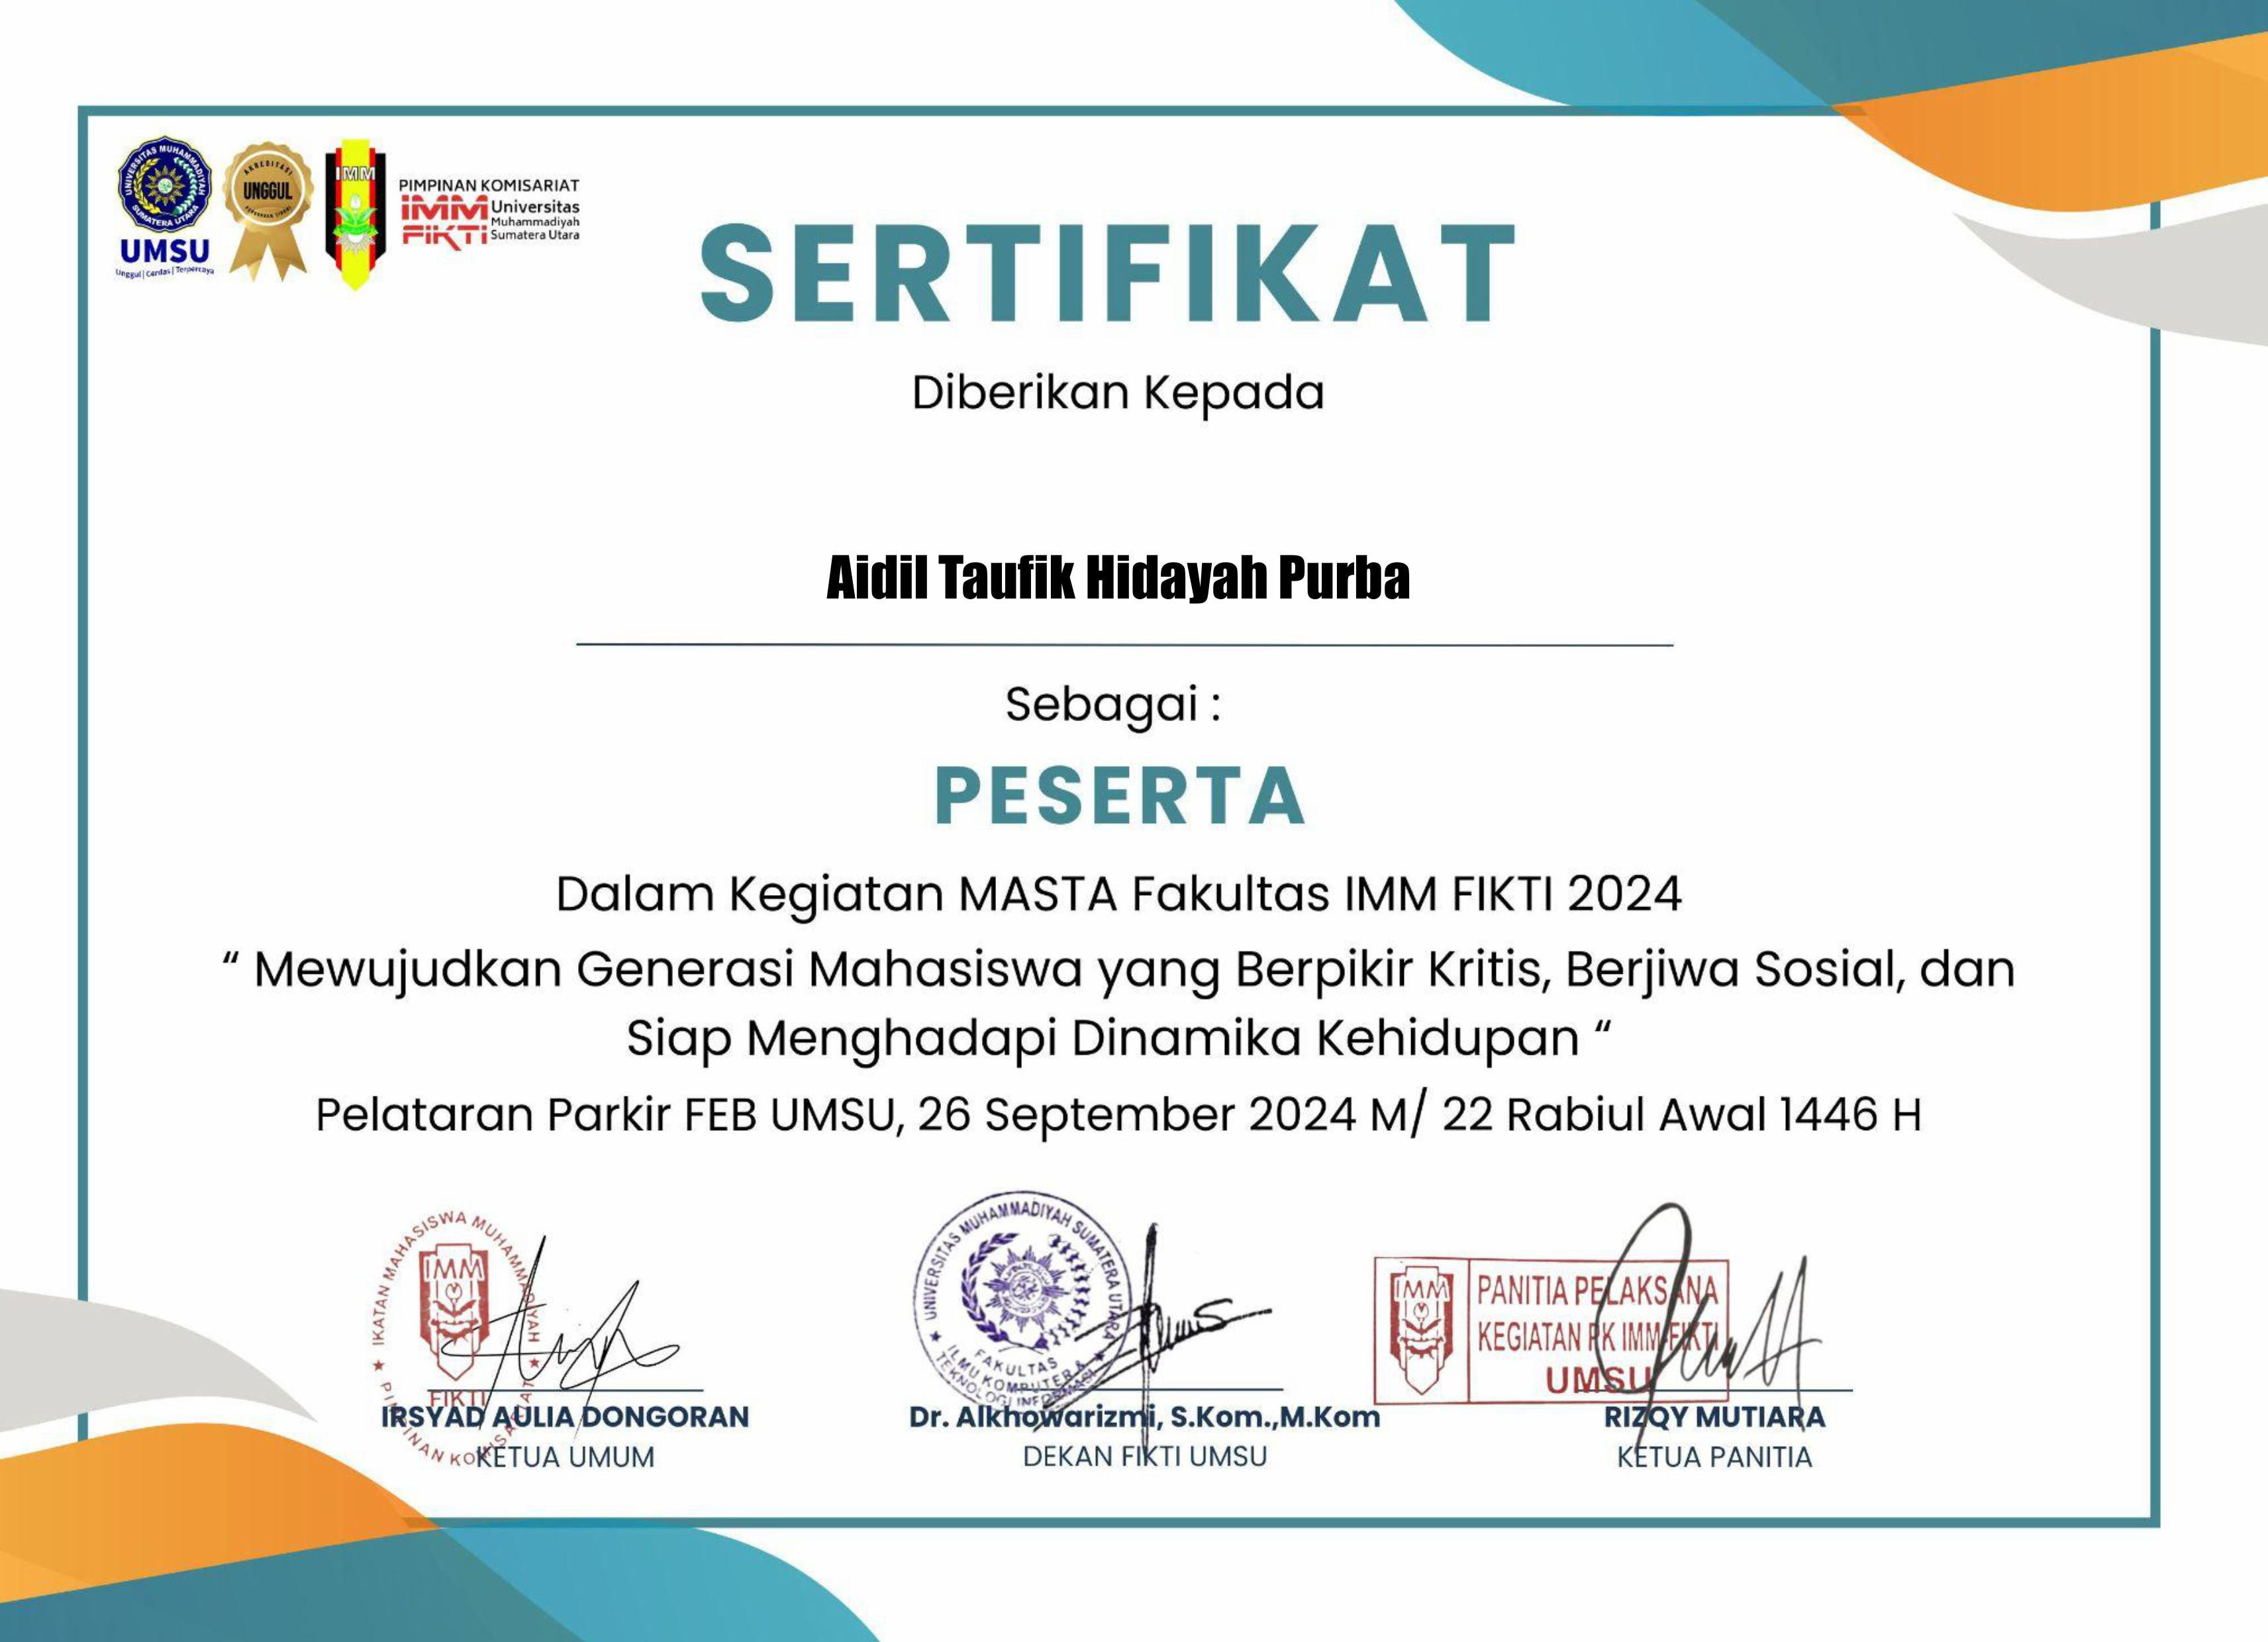 UNIVERSITAS MUHAMMADIYAH
SUMATERA UTARA
UMSU
Unggul | Cerdas | Terpercaya
AKREDITASI
UNGGUL
IMM
PIMPINAN KOMISARIAT
IMM Universitas
Muhammadiyah
FIKTI Sumatera Utara
SERTIFIKAT
Diberikan Kepada
Aidil Taufik Hidayah Purba
Sebagai :
PESERTA
Dalam Kegiatan MASTA Fakultas IMM FIKTI 2024
“ Mewujudkan Generasi Mahasiswa yang Berpikir Kritis, Berjiwa Sosial, dan
Siap Menghadapi Dinamika Kehidupan “
Pelataran Parkir FEB UMSU, 26 September 2024 M/ 22 Rabiul Awal 1446 H
IKATAN MAHASISWA MUHAMMADIYAH
PIMPINAN KOMISARIAT
IMM
FIKTI
IRSYAD AULIA DONGORAN
KETUA UMUM
UNIVERSITAS MUHAMMADIYAH SUMATERA UTARA
FAKULTAS
ILMU KOMPUTER &
TEKNOLOGI INFORMASI
Dr. Alkhowarizmi, S.Kom.,M.Kom
DEKAN FIKTI UMSU
IMM
PANITIA PELAKSANA
KEGIATAN PK IMM FIKTI
UMSU
RIZQY MUTIARA
KETUA PANITIA